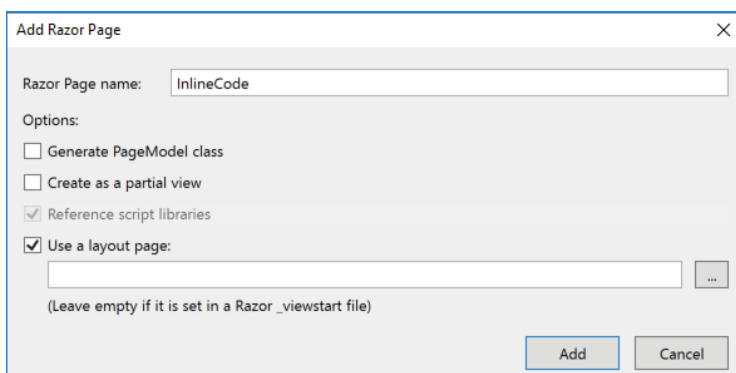 Add Razor Page
Razor Page name: InlineCode
Options:
Generate PageModel class
Create as a partial view
Reference script libraries
Use a layout page:
...
(Leave empty if it is set in a Razor _viewstart file)
Add Cancel